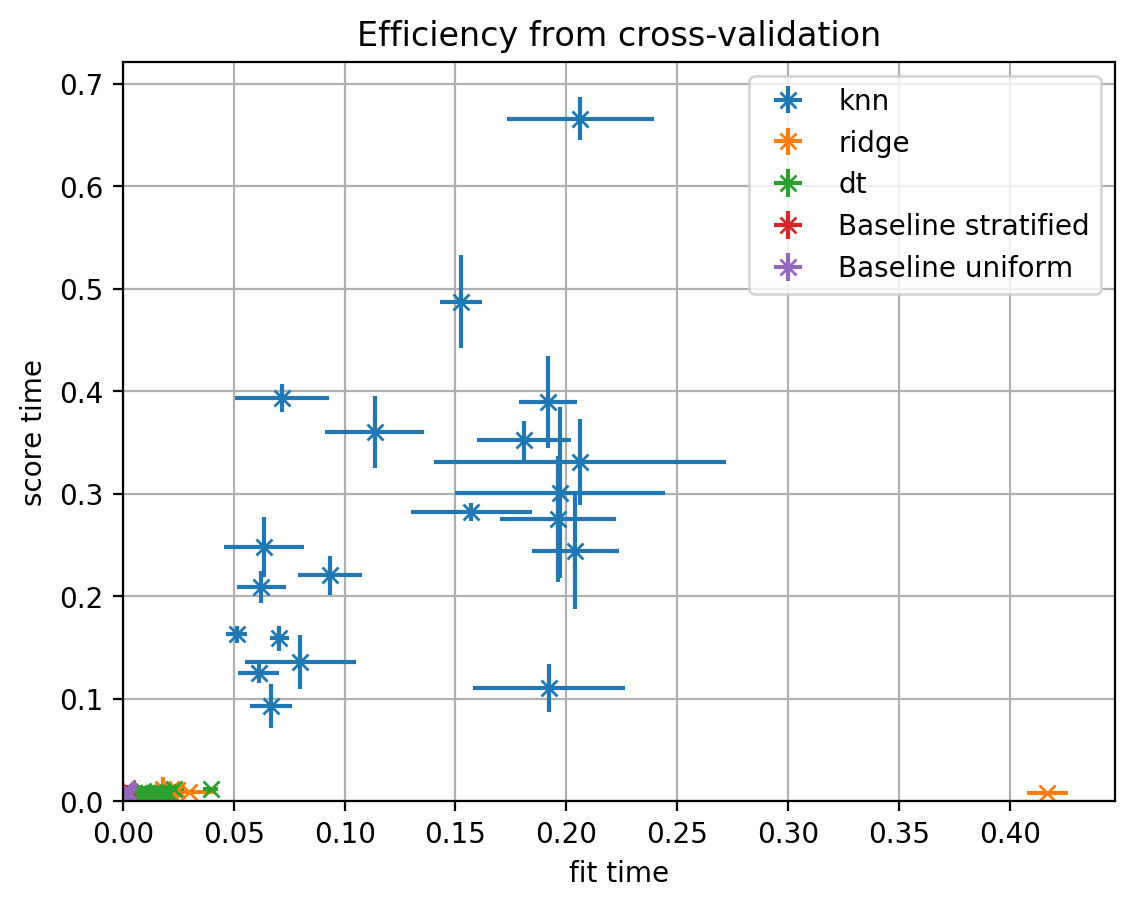 Efficiency from cross-validation
0.7
0.6
0.5
0.4
0.3
0.2
0.1
0.0
score time
knn
ridge
dt
Baseline stratified
Baseline uniform
0.00 0.05 0.10 0.15 0.20 0.25 0.30 0.35 0.40
fit time